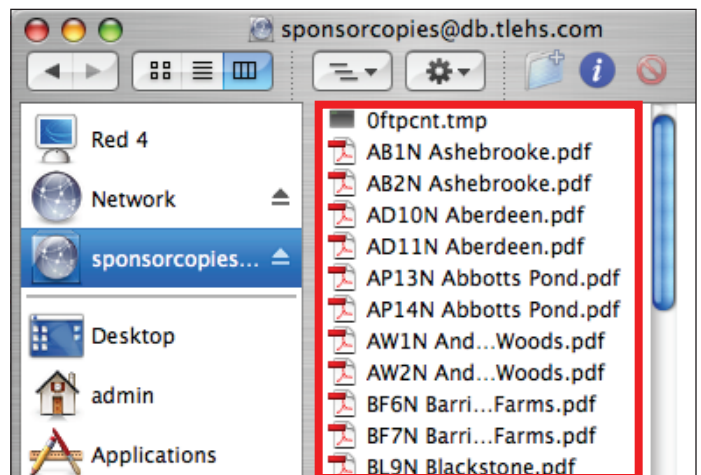 sponsorcopies@db.tlehs.com
Red 4
Network
sponsorcopies...
Desktop
admin
Applications
0ftpcnt.tmp
AB1N Ashebrooke.pdf
AB2N Ashebrooke.pdf
AD10N Aberdeen.pdf
AD11N Aberdeen.pdf
AP13N Abbotts Pond.pdf
AP14N Abbotts Pond.pdf
AW1N And...Woods.pdf
AW2N And...Woods.pdf
BF6N Barri...Farms.pdf
BF7N Barri...Farms.pdf
BL9N Blackstone.pdf